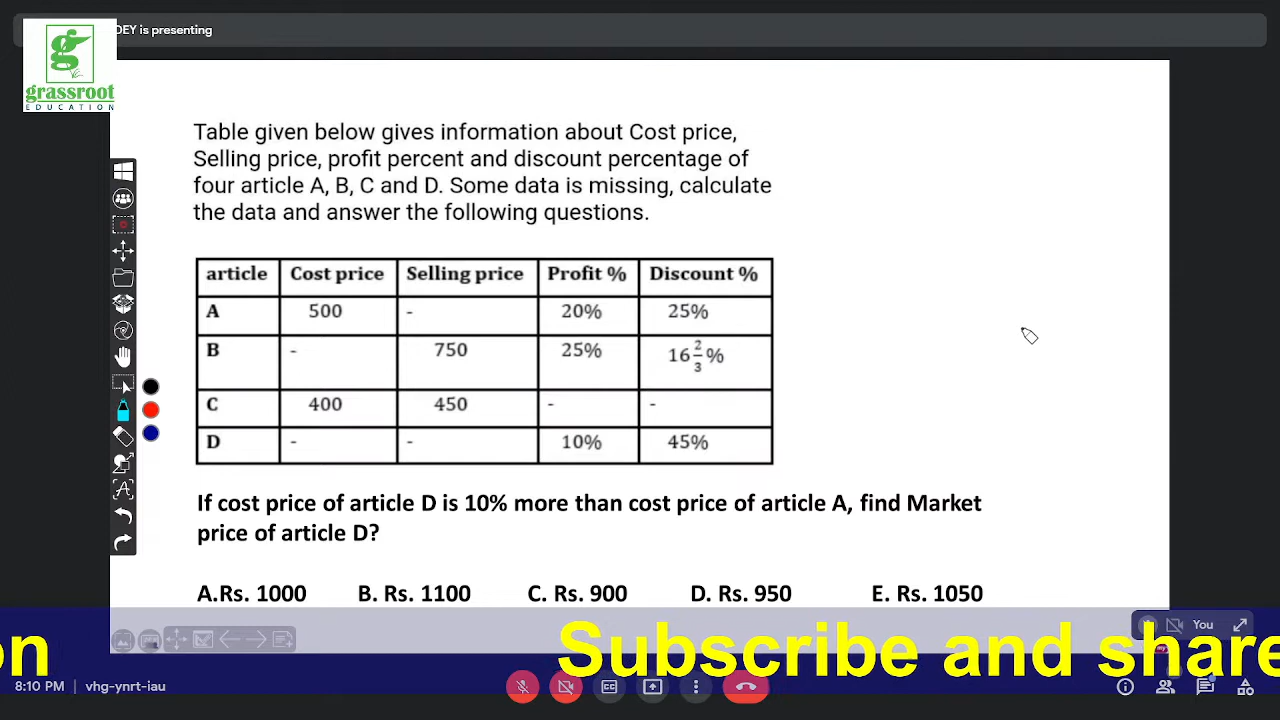 DEY is presenting
g
grassroot
EDUCATION
Table given below gives information about Cost price,
Selling price, profit percent and discount percentage of
four article A, B, C and D. Some data is missing, calculate
the data and answer the following questions.
article Cost price Selling price Profit % Discount %
A 500 - 20% 25%
B - 750 25% 16 2/3 %
C 400 450 - -
D - - 10% 45%
If cost price of article D is 10% more than cost price of article A, find Market
price of article D?
A.Rs. 1000 B. Rs. 1100 C. Rs. 900 D. Rs. 950 E. Rs. 1050
You
on Subscribe and share
8:10 PM vhg-ynrt-iau